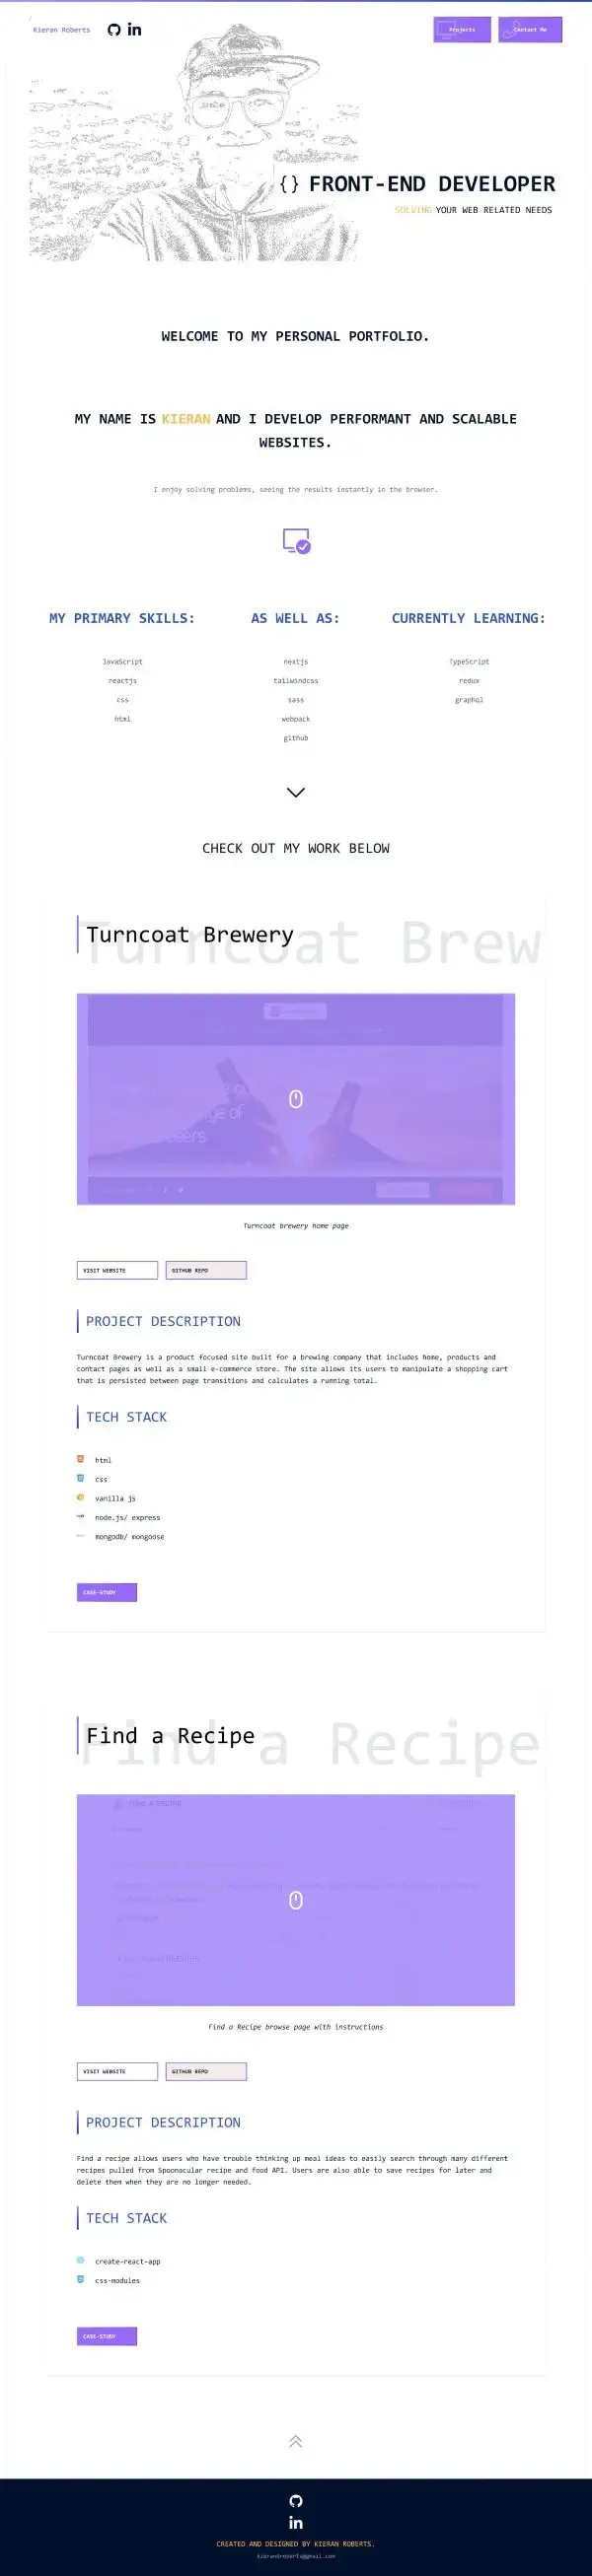 /
Kieran Roberts
Projects
Contact Me
{} FRONT-END DEVELOPER
SOLVING YOUR WEB RELATED NEEDS
WELCOME TO MY PERSONAL PORTFOLIO.
MY NAME IS KIERAN AND I DEVELOP PERFORMANT AND SCALABLE
WEBSITES.
I enjoy solving problems, seeing the results instantly in the browser.
MY PRIMARY SKILLS:
JavaScript
reactjs
css
html
AS WELL AS:
nextjs
tailwindcss
sass
webpack
github
CURRENTLY LEARNING:
TypeScript
redux
graphql
CHECK OUT MY WORK BELOW
Turncoat Brew
Turncoat Brewery
Turncoat brewery home page
VISIT WEBSITE
GITHUB REPO
PROJECT DESCRIPTION
Turncoat Brewery is a product focused site built for a brewing company that includes home, products and
contact pages as well as a small e-commerce store. The site allows its users to manipulate a shopping cart
that is persisted between page transitions and calculates a running total.
TECH STACK
html
css
vanilla js
node.js/ express
mongodb/ mongoose
CASE-STUDY
Find a Recipe
Find a Recipe
FIND A RECIPE
Find a Recipe browse page with instructions
VISIT WEBSITE
GITHUB REPO
PROJECT DESCRIPTION
Find a recipe allows users who have trouble thinking up meal ideas to easily search through many different
recipes pulled from Spoonacular recipe and food API. Users are also able to save recipes for later and
delete them when they are no longer needed.
TECH STACK
create-react-app
css-modules
CASE-STUDY
CREATED AND DESIGNED BY KIERAN ROBERTS.